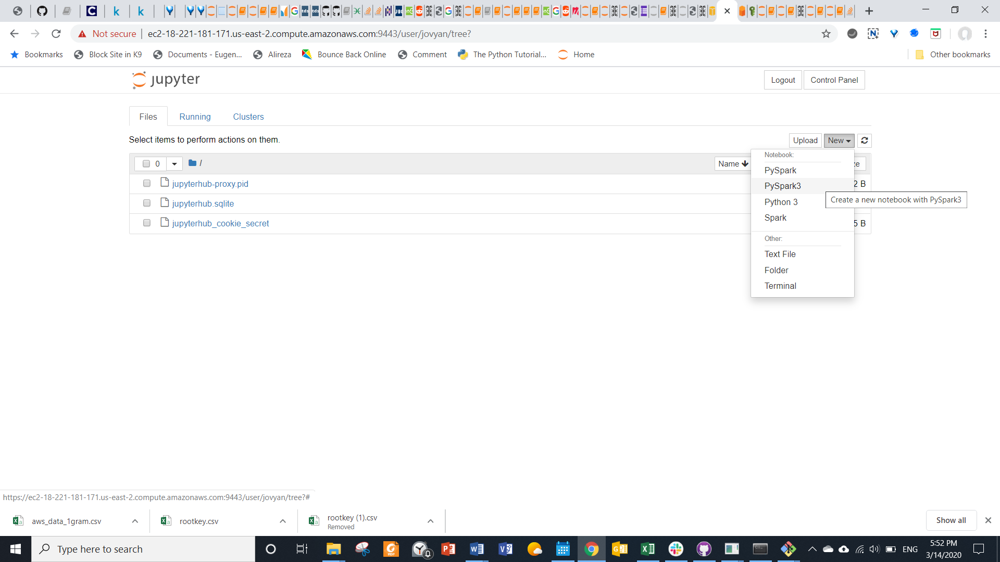 Not secure | ec2-18-221-181-171.us-east-2.compute.amazonaws.com:9443/user/jovyan/tree?
Bookmarks Block Site in K9 Documents - Eugen... Alireza Bounce Back Online Comment The Python Tutorial... Home Other bookmarks
jupyter Logout Control Panel
Files Running Clusters
Select items to perform actions on them. Upload New
0 / Name ze
Notebook:
PySpark
jupyterhub-proxy.pid PySpark3 2 B
Create a new notebook with PySpark3
jupyterhub.sqlite Python 3
Spark
jupyterhub_cookie_secret 5 B
Other:
Text File
Folder
Terminal
https://ec2-18-221-181-171.us-east-2.compute.amazonaws.com:9443/user/jovyan/tree?#
aws_data_1gram.csv rootkey.csv rootkey (1).csv Show all
Removed
Type here to search ENG 5:52 PM
3/14/2020